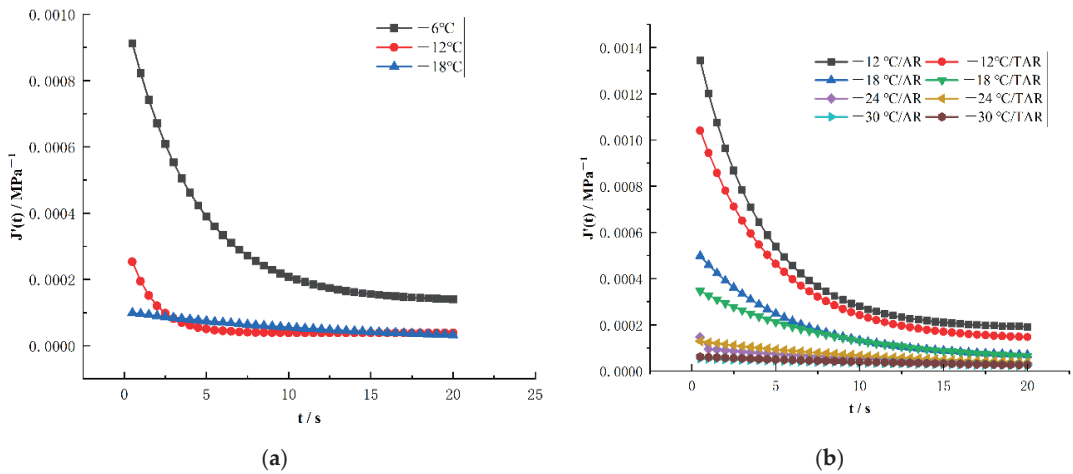 0.0010
0.0008
0.0006
0.0004
0.0002
0.0000
J'(t) / MPa⁻¹
−6℃
−12℃
−18℃
0
5
10
15
20
25
t / s
(a)
0.0014
0.0012
0.0010
0.0008
0.0006
0.0004
0.0002
0.0000
J'(t) / MPa⁻¹
−12 ℃/AR −12℃/TAR
−18 ℃/AR −18 ℃/TAR
−24 ℃/AR −24 ℃/TAR
−30 ℃/AR −30 ℃/TAR
0
5
10
15
20
t / s
(b)